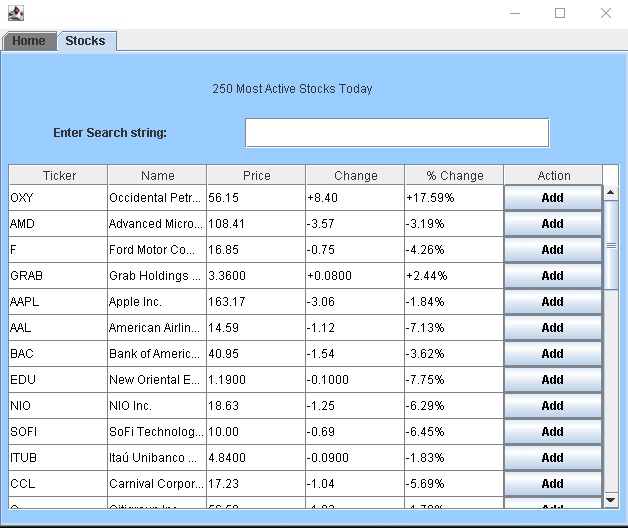 Home Stocks
250 Most Active Stocks Today
Enter Search string:
Ticker Name Price Change % Change Action
OXY Occidental Petr... 56.15 +8.40 +17.59% Add
AMD Advanced Micro... 108.41 -3.57 -3.19% Add
F Ford Motor Co... 16.85 -0.75 -4.26% Add
GRAB Grab Holdings ... 3.3600 +0.0800 +2.44% Add
AAPL Apple Inc. 163.17 -3.06 -1.84% Add
AAL American Airlin... 14.59 -1.12 -7.13% Add
BAC Bank of Americ... 40.95 -1.54 -3.62% Add
EDU New Oriental E... 1.1900 -0.1000 -7.75% Add
NIO NIO Inc. 18.63 -1.25 -6.29% Add
SOFI SoFi Technolog... 10.00 -0.69 -6.45% Add
ITUB Itaú Unibanco ... 4.8400 -0.0900 -1.83% Add
CCL Carnival Corpor... 17.23 -1.04 -5.69% Add